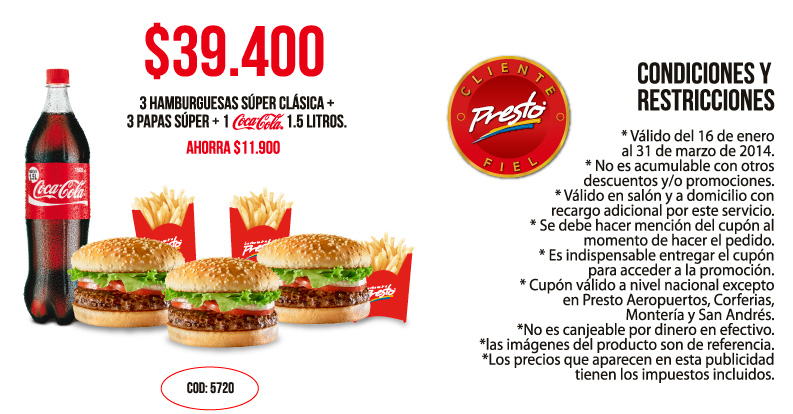 $39.400
3 HAMBURGUESAS SÚPER CLÁSICA +
3 PAPAS SÚPER + 1 Coca-Cola 1.5 LITROS.
AHORRA $11.900
1.5L
Coca-Cola
Presto
Presto
Presto
COD: 5720
CLIENTE
Presto
FIEL
CONDICIONES Y
RESTRICCIONES
* Válido del 16 de enero
al 31 de marzo de 2014.
* No es acumulable con otros
descuentos y/o promociones.
* Válido en salón y a domicilio con
recargo adicional por este servicio.
* Se debe hacer mención del cupón al
momento de hacer el pedido.
* Es indispensable entregar el cupón
para acceder a la promoción.
* Cupón válido a nivel nacional excepto
en Presto Aeropuertos, Corferias,
Montería y San Andrés.
*No es canjeable por dinero en efectivo.
*las imágenes del producto son de referencia.
*Los precios que aparecen en esta publicidad
tienen los impuestos incluidos.